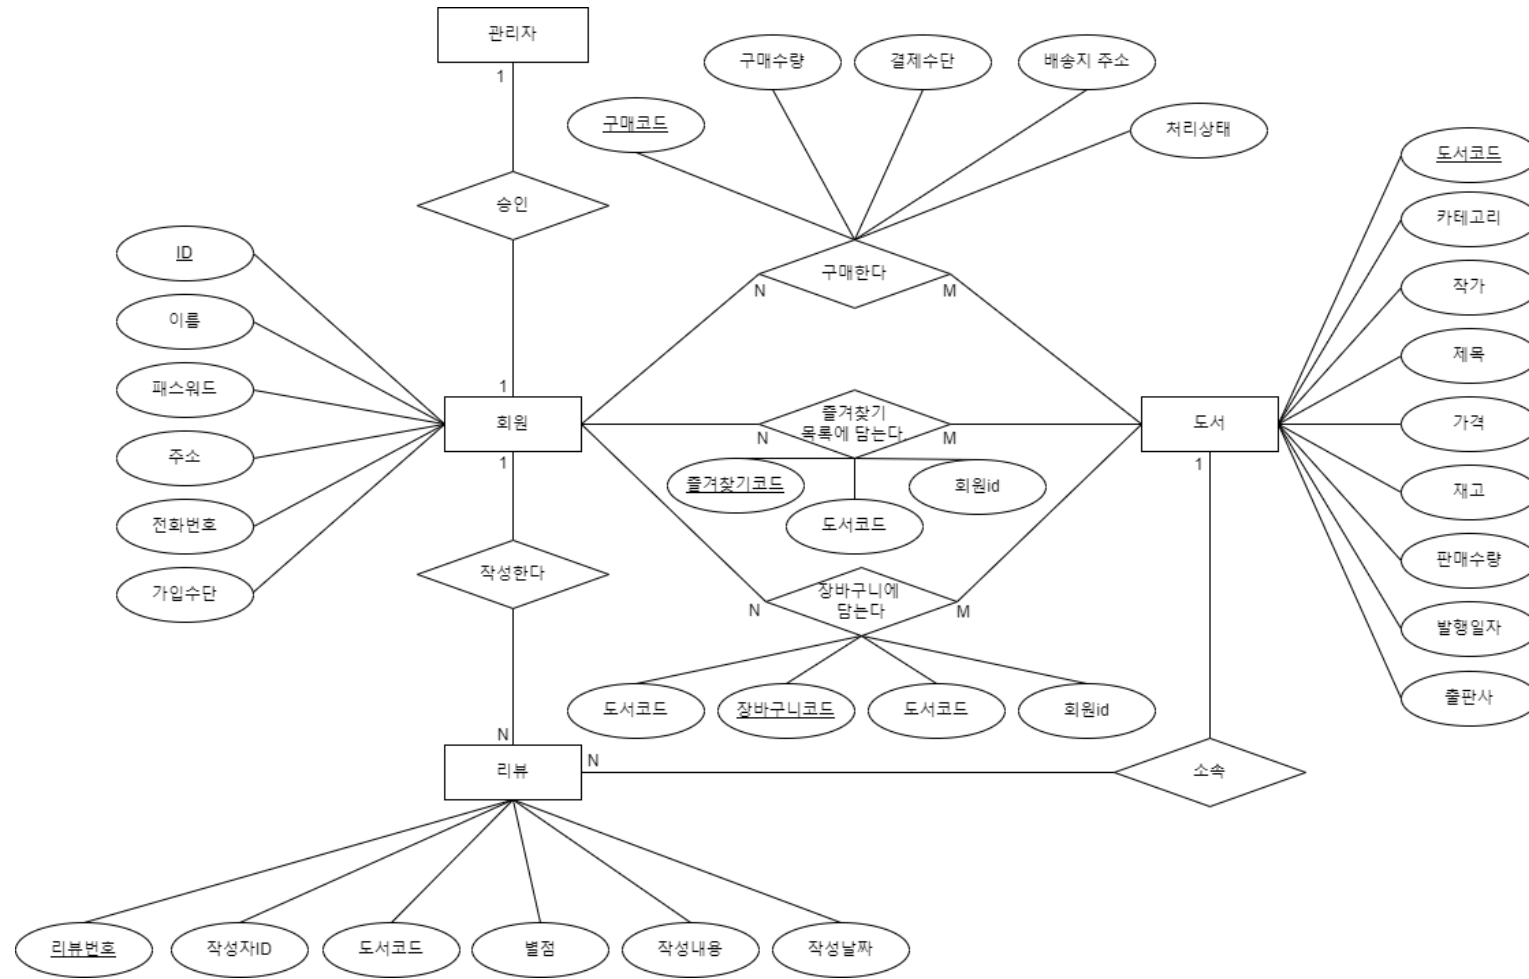 관리자
1
구매수량
결제수단
배송지 주소
구매코드
처리상태
도서코드
승인
카테고리
ID
구매한다
N
M
작가
이름
제목
패스워드
1
회원
1
즐겨찾기
목록에 담는다
N
M
도서
1
가격
주소
즐겨찾기코드
회원id
도서코드
재고
전화번호
판매수량
작성한다
가입수단
장바구니에
담는다
N
M
발행일자
도서코드
장바구니코드
도서코드
회원id
출판사
N
리뷰
N
소속
리뷰번호
작성자ID
도서코드
별점
작성내용
작성날짜